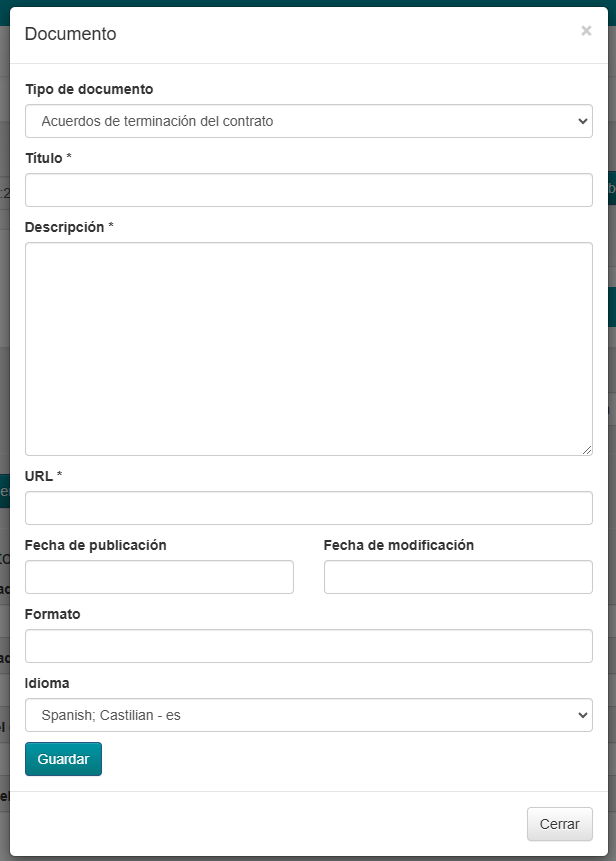 Documento
×
Tipo de documento
Acuerdos de terminación del contrato
Título *
Descripción *
URL *
Fecha de publicación Fecha de modificación
Formato
Idioma
Spanish; Castilian - es
Guardar
Cerrar